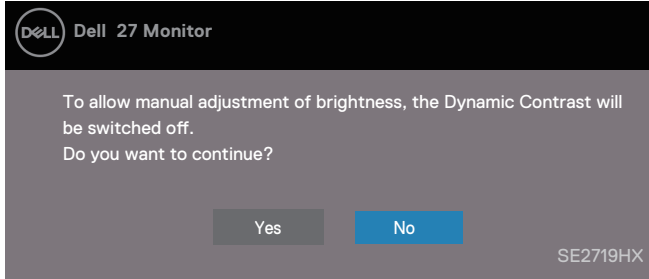 DELL Dell 27 Monitor
To allow manual adjustment of brightness, the Dynamic Contrast will
be switched off.
Do you want to continue?
Yes No
SE2719HX